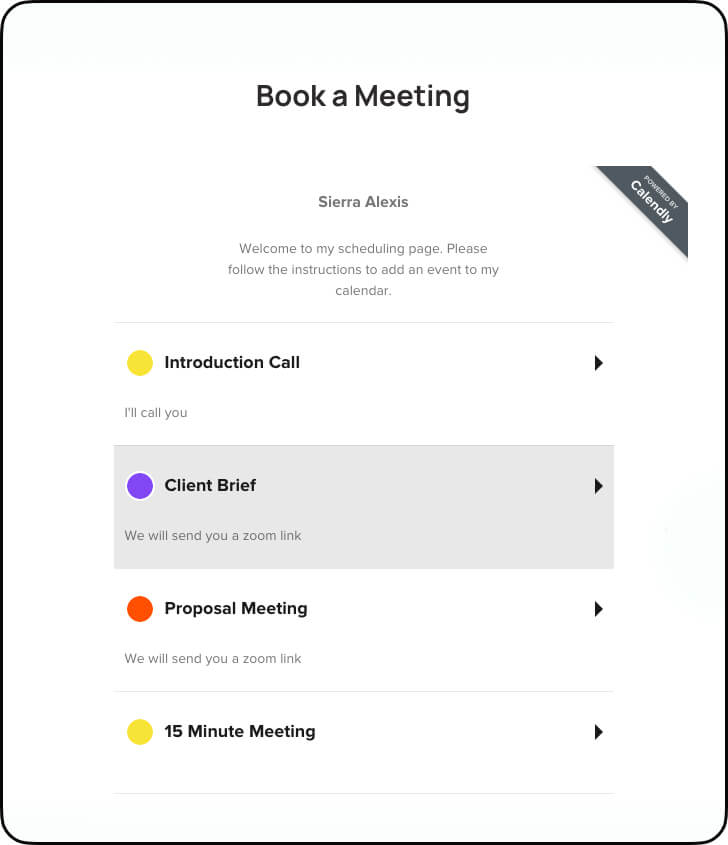 Book a Meeting
POWERED BY
Calendly
Sierra Alexis
Welcome to my scheduling page. Please
follow the instructions to add an event to my
calendar.
Introduction Call
I'll call you
Client Brief
We will send you a zoom link
Proposal Meeting
We will send you a zoom link
15 Minute Meeting